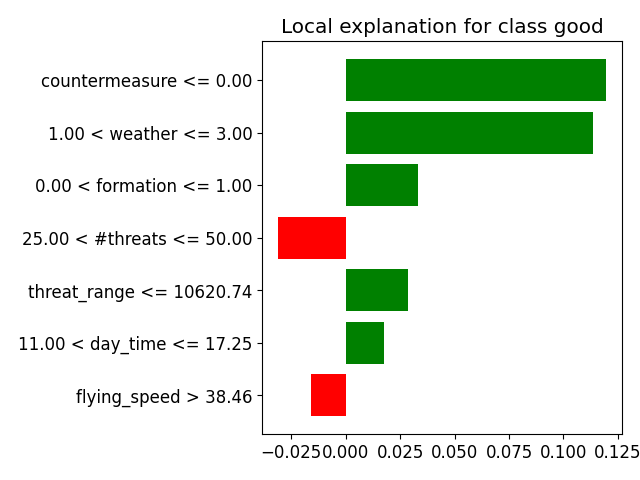 Local explanation for class good
countermeasure <= 0.00
1.00 < weather <= 3.00
0.00 < formation <= 1.00
25.00 < #threats <= 50.00
threat_range <= 10620.74
11.00 < day_time <= 17.25
flying_speed > 38.46
−0.025 0.000 0.025 0.050 0.075 0.100 0.125